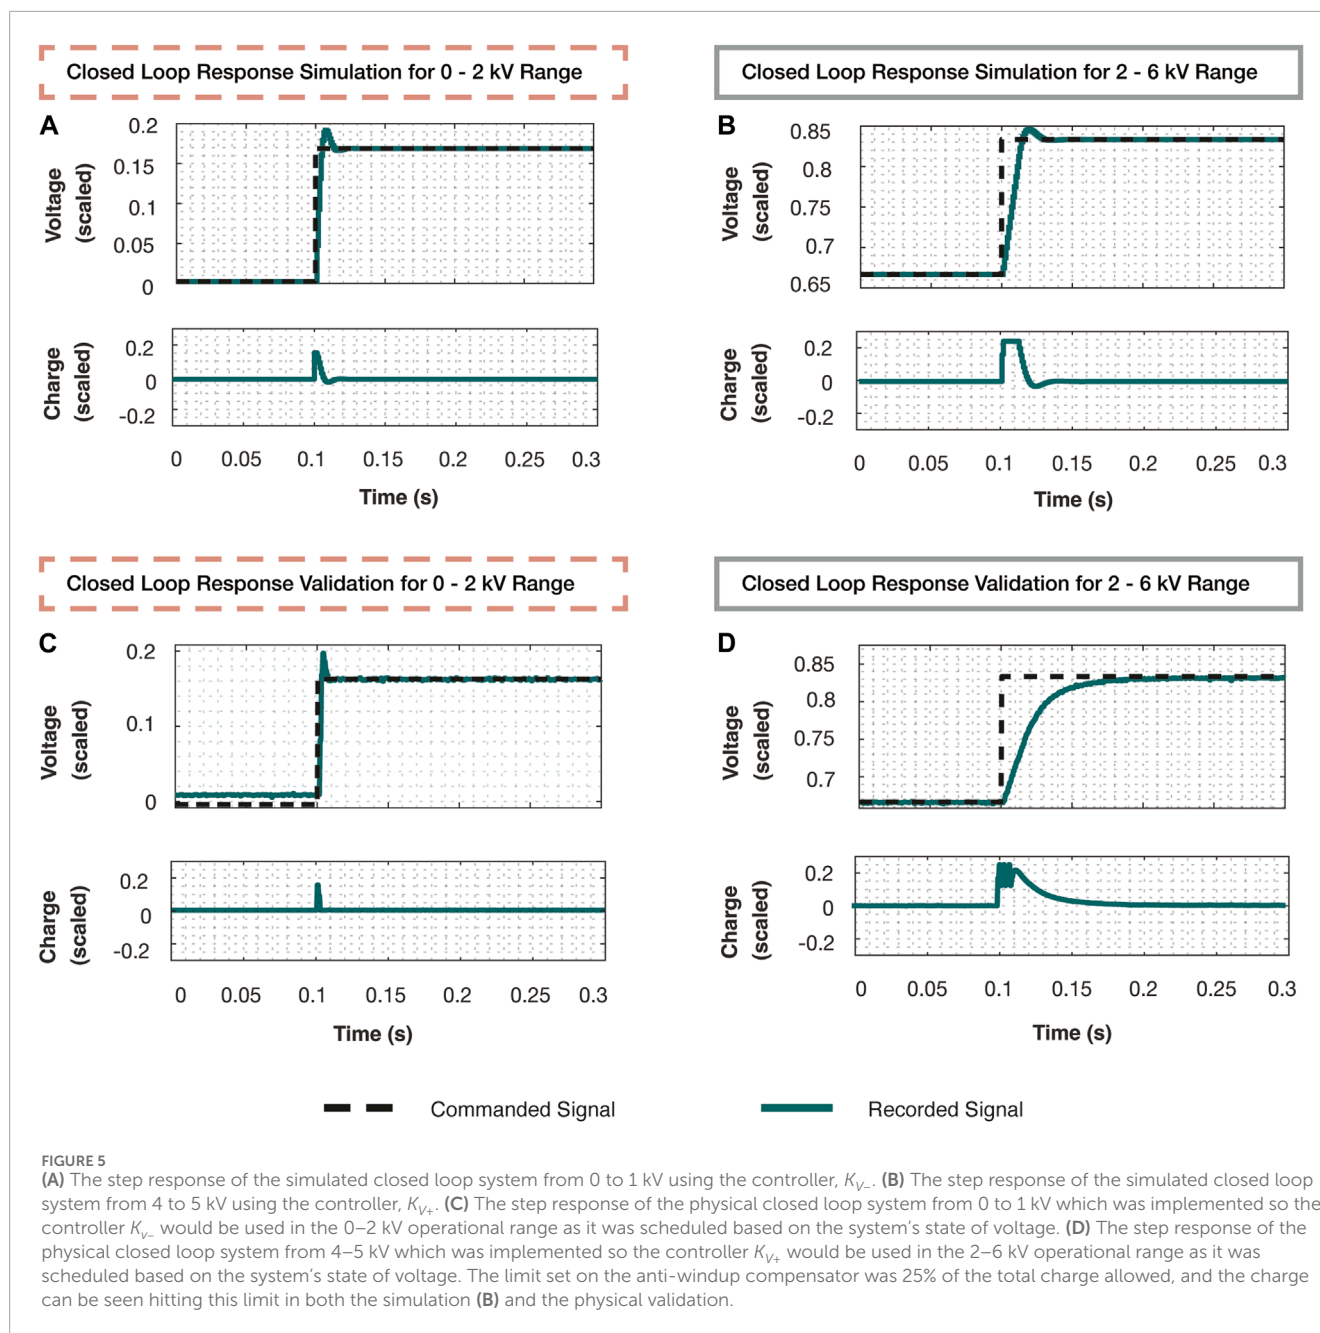 Closed Loop Response Simulation for 0 - 2 kV Range
A
0.2
0.15
0.1
0.05
0
Voltage
(scaled)
0.2
0
-0.2
Charge
(scaled)
0 0.05 0.1 0.15 0.2 0.25 0.3
Time (s)
Closed Loop Response Simulation for 2 - 6 kV Range
B
0.85
0.8
0.75
0.7
0.65
Voltage
(scaled)
0.2
0
-0.2
Charge
(scaled)
0 0.05 0.1 0.15 0.2 0.25 0.3
Time (s)
Closed Loop Response Validation for 0 - 2 kV Range
C
0.2
0.1
0
Voltage
(scaled)
0.2
0
-0.2
Charge
(scaled)
0 0.05 0.1 0.15 0.2 0.25 0.3
Time (s)
Closed Loop Response Validation for 2 - 6 kV Range
D
0.85
0.8
0.75
0.7
Voltage
(scaled)
0.2
0
-0.2
Charge
(scaled)
0 0.05 0.1 0.15 0.2 0.25 0.3
Time (s)
Commanded Signal
Recorded Signal
FIGURE 5
(A) The step response of the simulated closed loop system from 0 to 1 kV using the controller, K_{V−}. (B) The step response of the simulated closed loop
system from 4 to 5 kV using the controller, K_{V+}. (C) The step response of the physical closed loop system from 0 to 1 kV which was implemented so the
controller K_{v−} would be used in the 0–2 kV operational range as it was scheduled based on the system's state of voltage. (D) The step response of the
physical closed loop system from 4–5 kV which was implemented so the controller K_{V+} would be used in the 2–6 kV operational range as it was
scheduled based on the system's state of voltage. The limit set on the anti-windup compensator was 25% of the total charge allowed, and the charge
can be seen hitting this limit in both the simulation (B) and the physical validation.